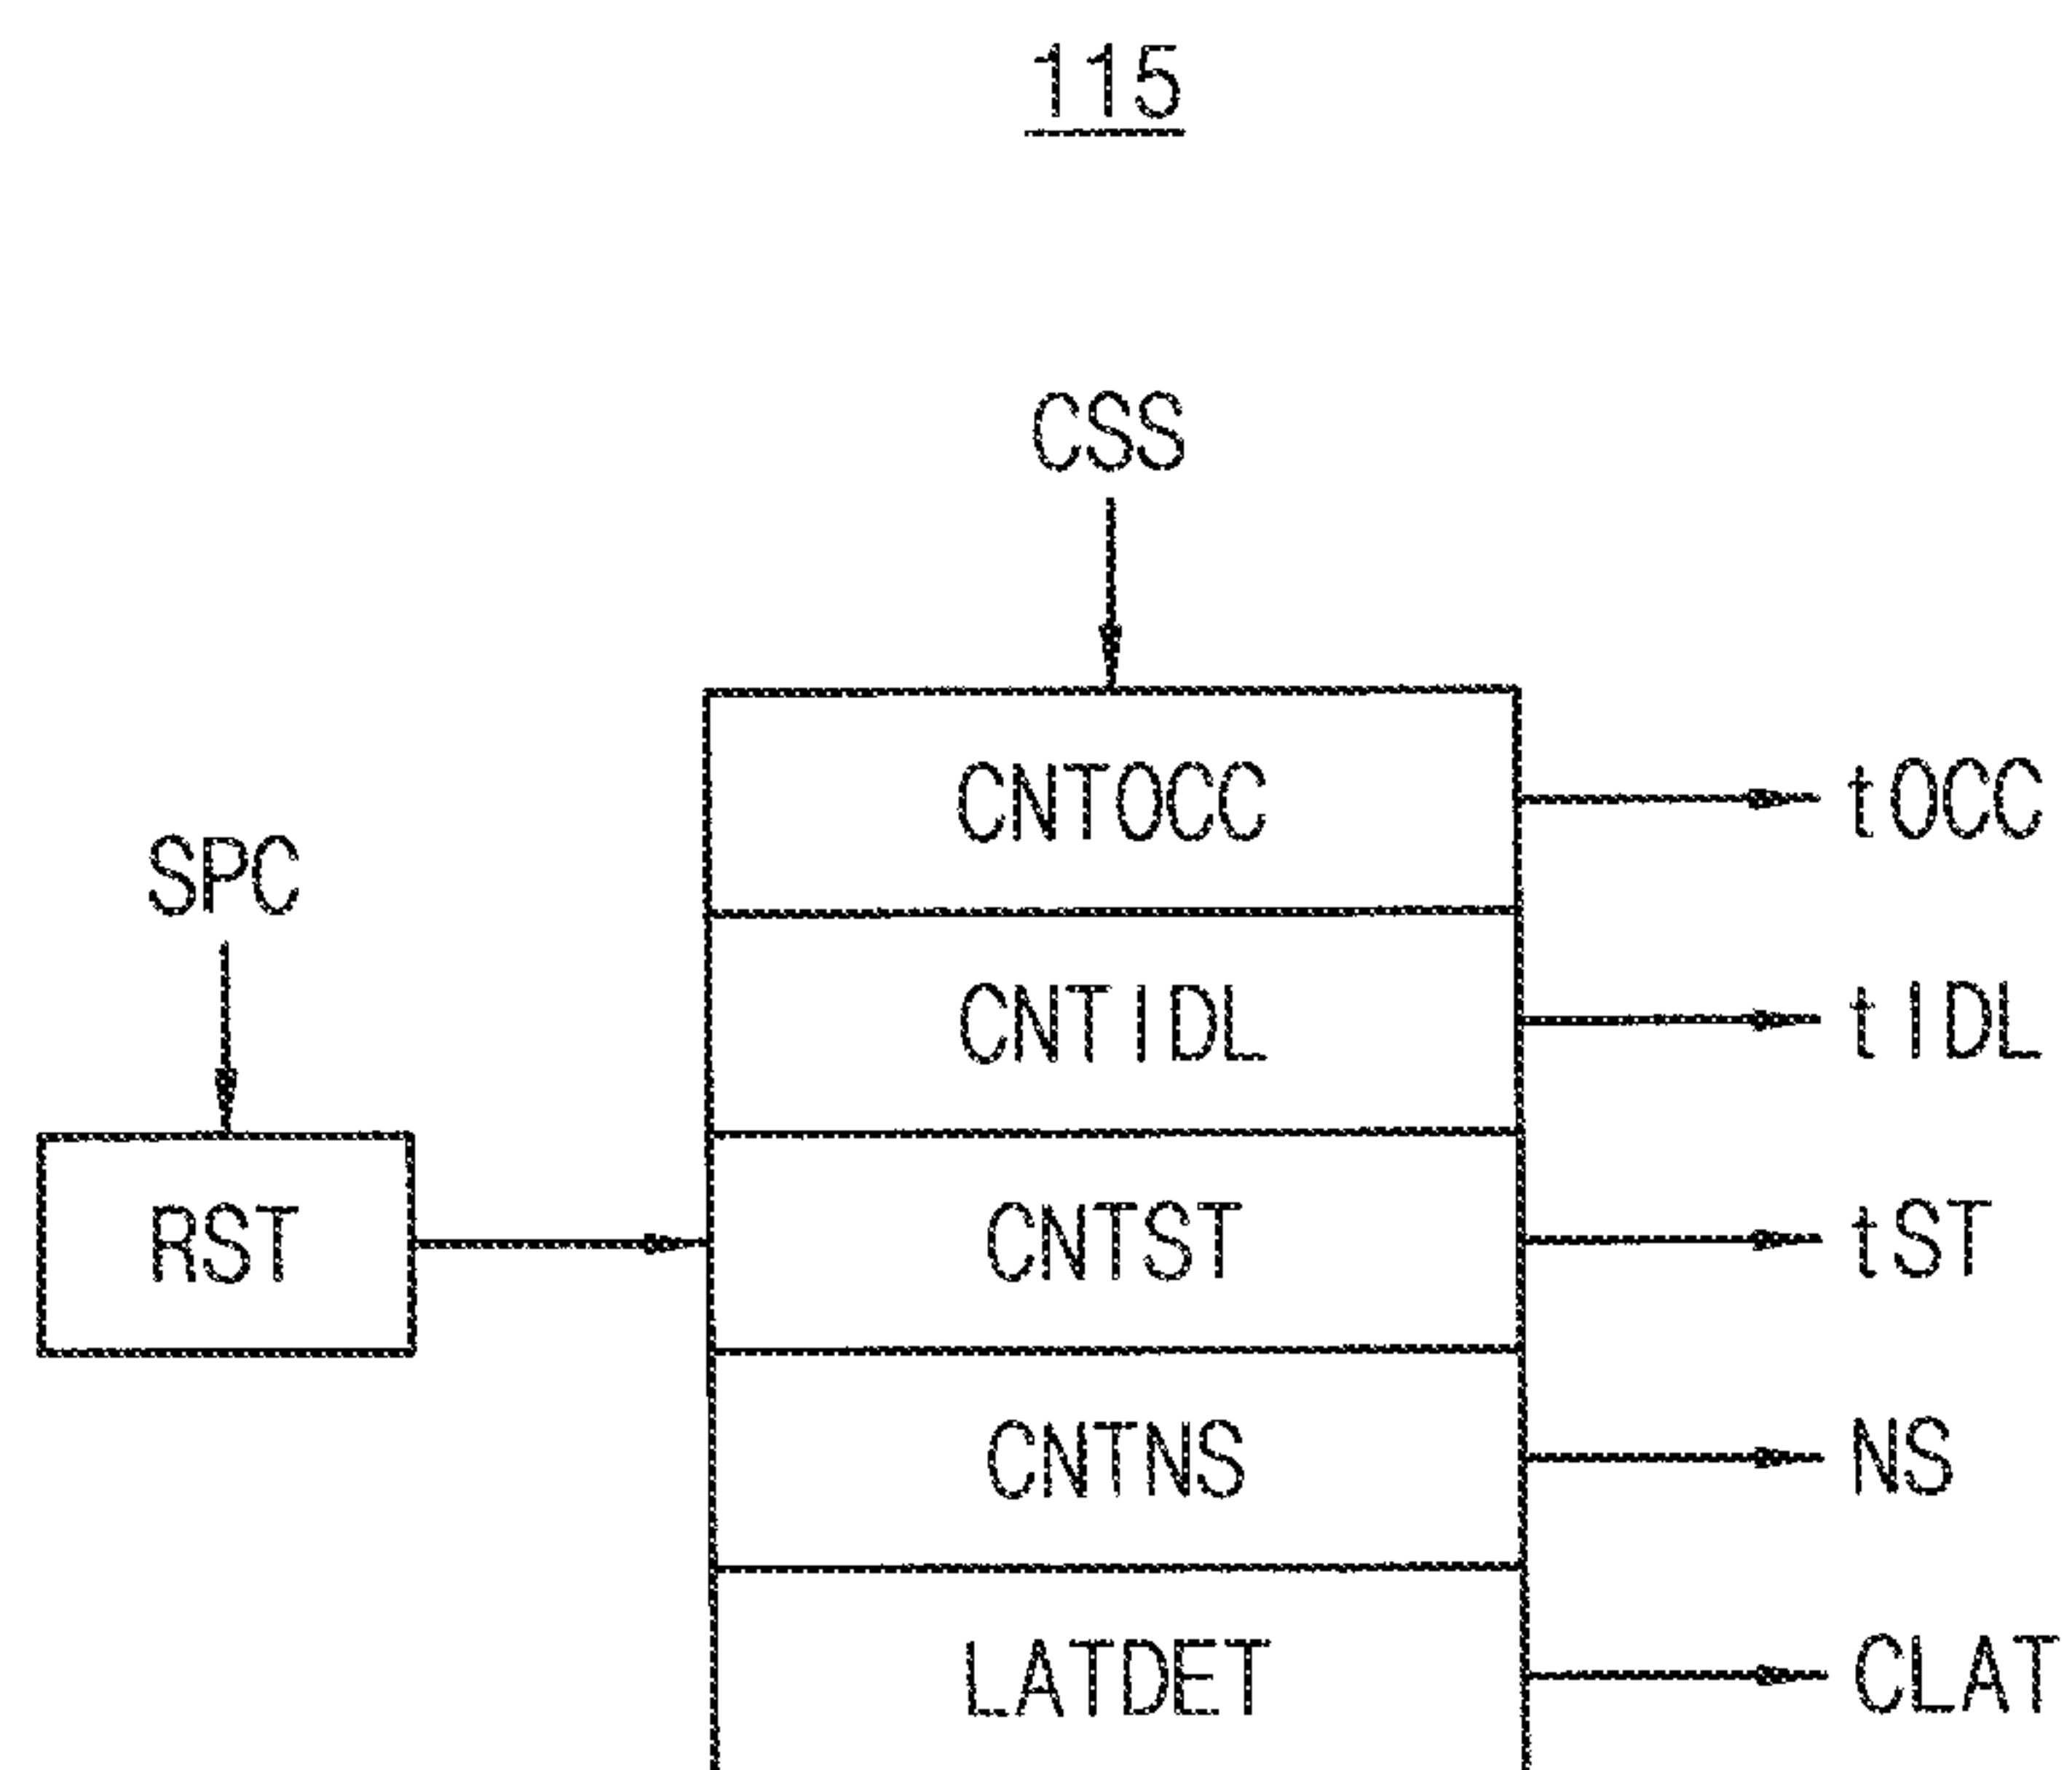 115
CSS
CNTOCC
tOCC
SPC
CNTIDL
tIDL
RST
CNTST
tST
CNTNS
NS
LATDET
CLAT